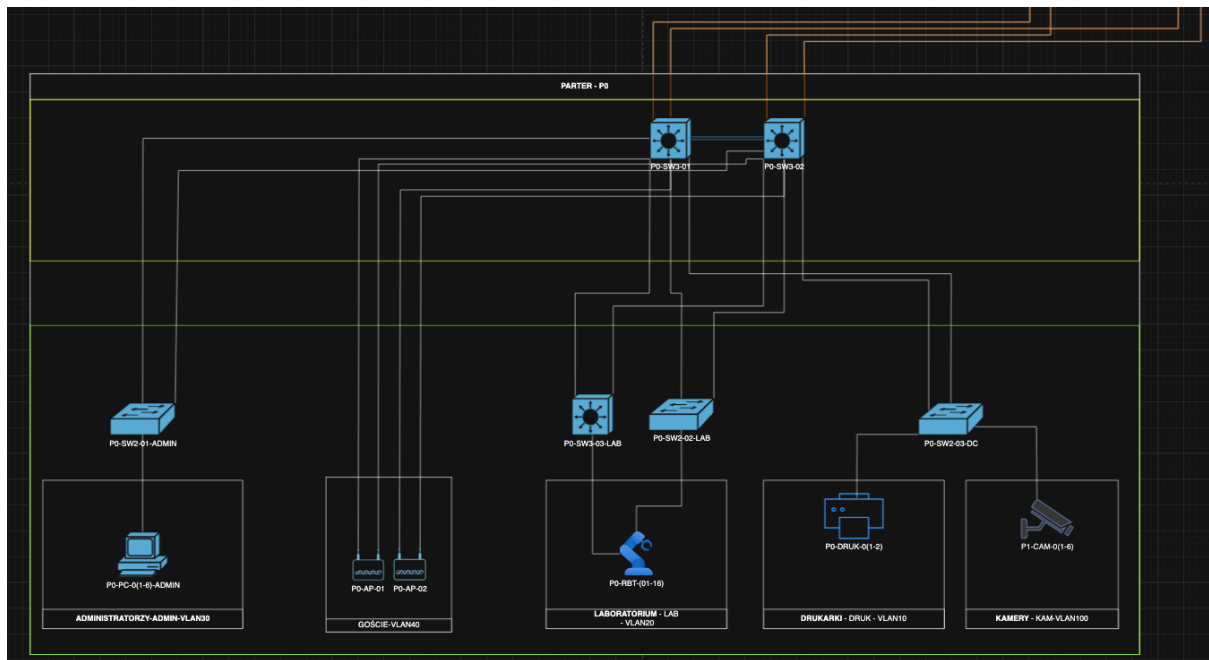 PARTER - P0
P0-SW3-01
P0-SW3-02
P0-SW2-01-ADMIN
P0-SW3-03-LAB
P0-SW2-02-LAB
P0-SW2-03-DC
P0-PC-0(1-6)-ADMIN
P0-AP-01
P0-AP-02
P0-RBT-(01-16)
P0-DRUK-0(1-2)
P1-CAM-0(1-6)
ADMINISTRATORZY-ADMIN-VLAN30
GOŚCIE-VLAN40
LABORATORIUM - LAB
- VLAN20
DRUKARKI - DRUK - VLAN10
KAMERY - KAM-VLAN100